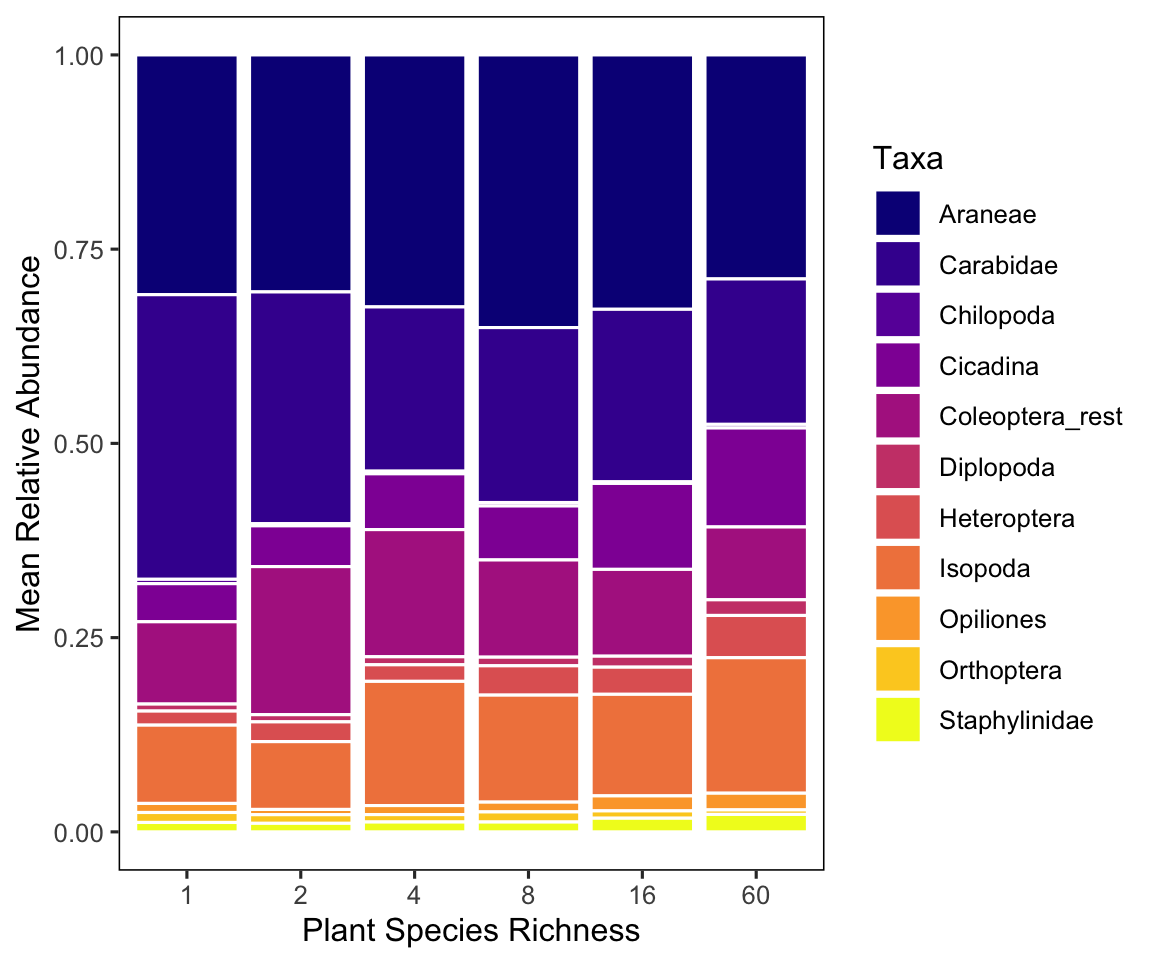 Mean Relative Abundance
1.00
0.75
0.50
0.25
0.00
1 2 4 8 16 60
Plant Species Richness
Taxa
Araneae
Carabidae
Chilopoda
Cicadina
Coleoptera_rest
Diplopoda
Heteroptera
Isopoda
Opiliones
Orthoptera
Staphylinidae